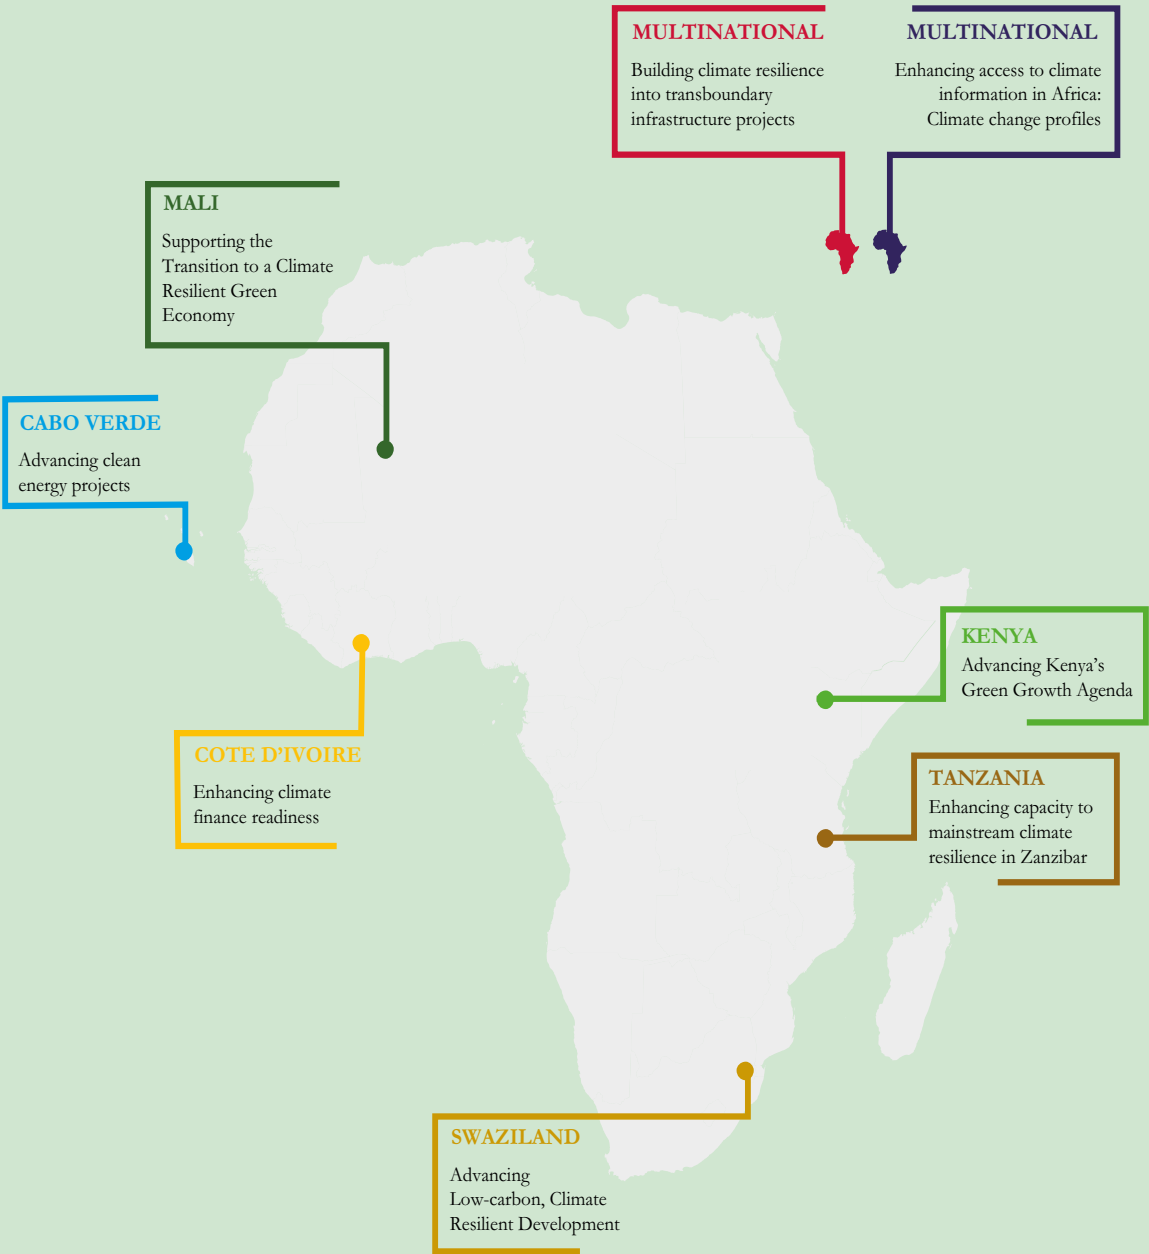 MULTINATIONAL
Building climate resilience
into transboundary
infrastructure projects
MULTINATIONAL
Enhancing access to climate
information in Africa:
Climate change profiles
MALI
Supporting the
Transition to a Climate
Resilient Green
Economy
CABO VERDE
Advancing clean
energy projects
KENYA
Advancing Kenya’s
Green Growth Agenda
COTE D’IVOIRE
Enhancing climate
finance readiness
TANZANIA
Enhancing capacity to
mainstream climate
resilience in Zanzibar
SWAZILAND
Advancing
Low-carbon, Climate
Resilient Development